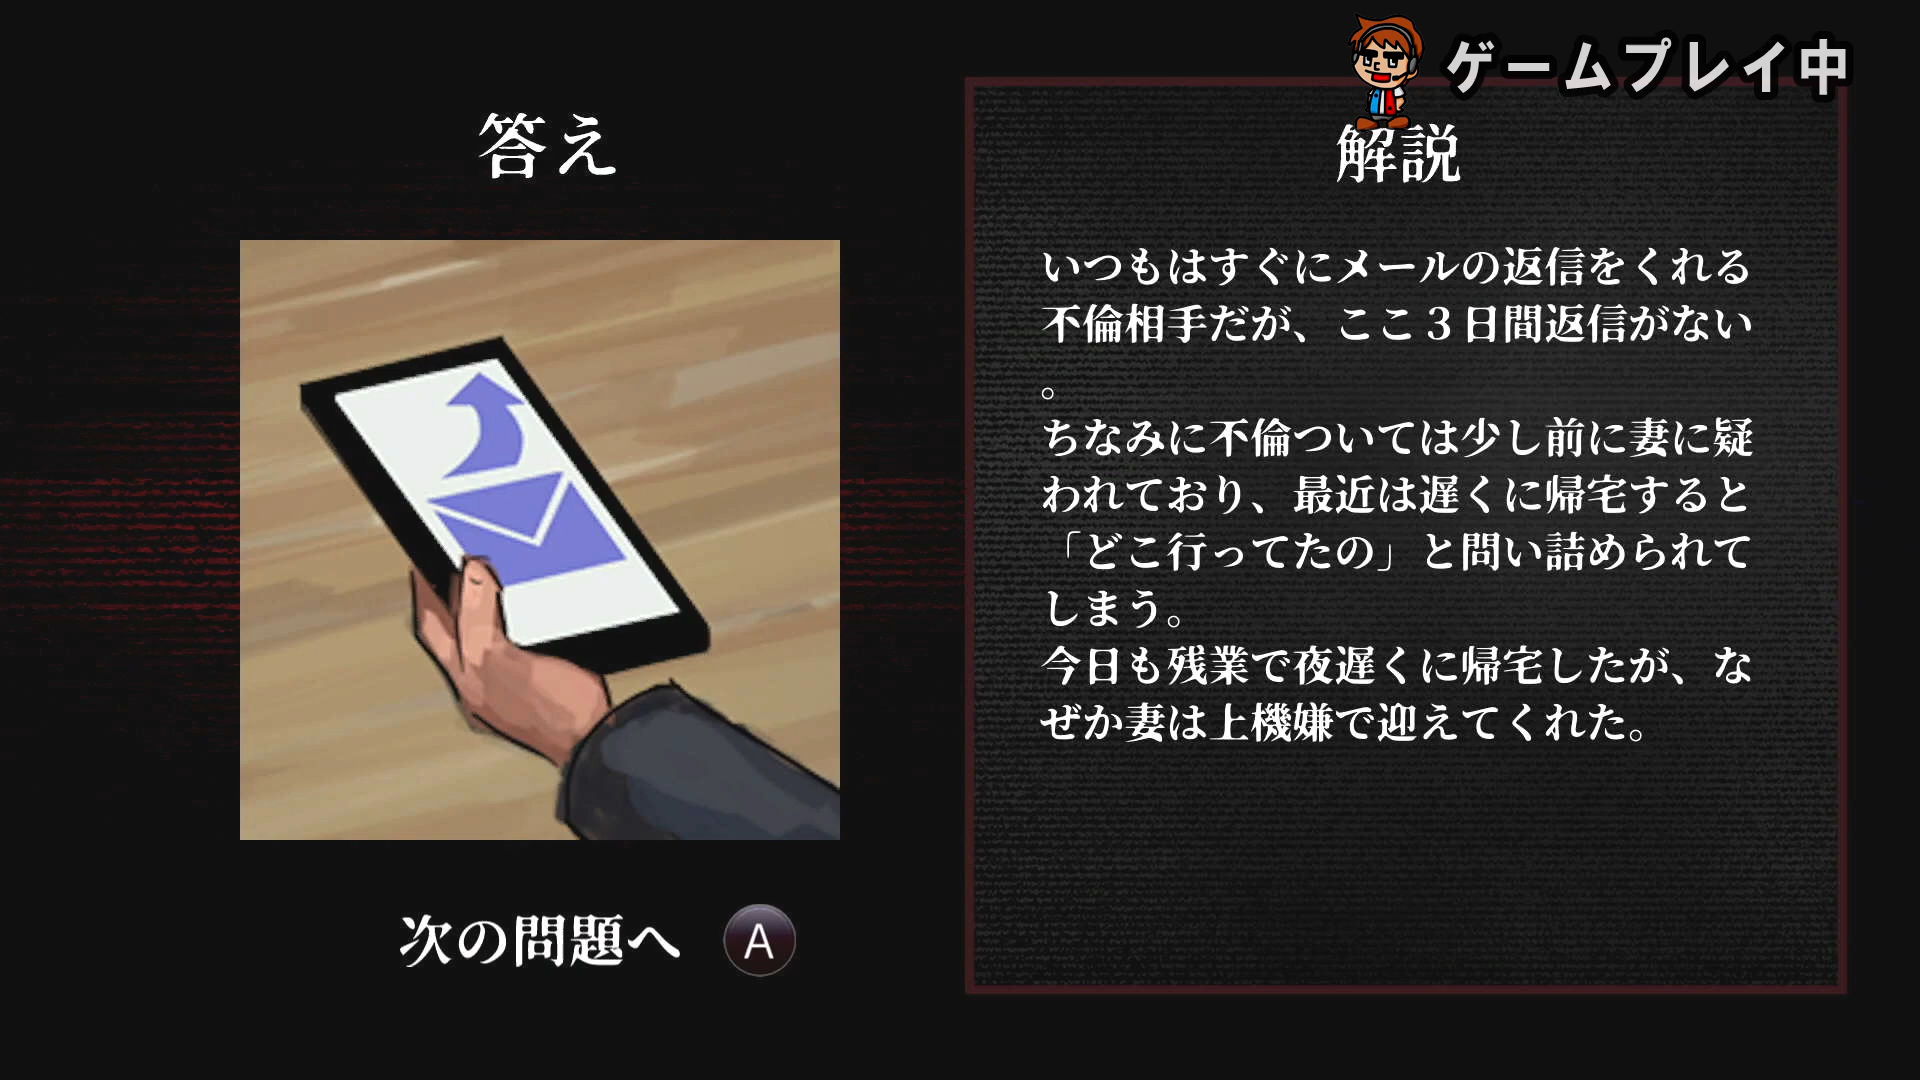 ゲームプレイ中
答え
解説
いつもはすぐにメールの返信をくれる
不倫相手だが、ここ３日間返信がない
。
ちなみに不倫ついては少し前に妻に疑
われており、最近は遅くに帰宅すると
「どこ行ってたの」と問い詰められて
しまう。
今日も残業で夜遅くに帰宅したが、な
ぜか妻は上機嫌で迎えてくれた。
次の問題へ A